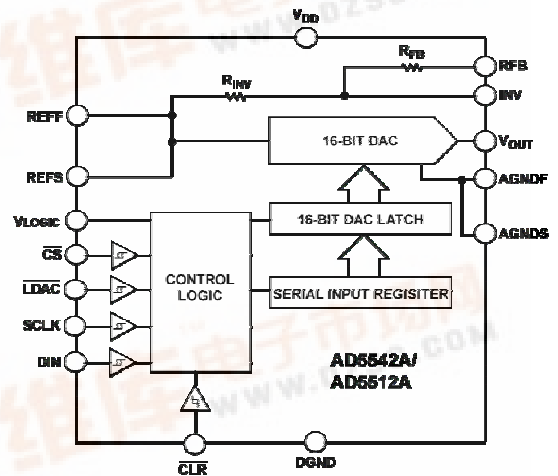 VDD
RFB
RINV
RFB
INV
REFF
16-BIT DAC
VOUT
REFS
AGNDF
VLOGIC
16-BIT DAC LATCH
CS
AGNDS
CONTROL
LOGIC
LDAC
SERIAL INPUT REGISITER
SCLK
DIN
AD5542A/
AD5512A
CLR
DGND